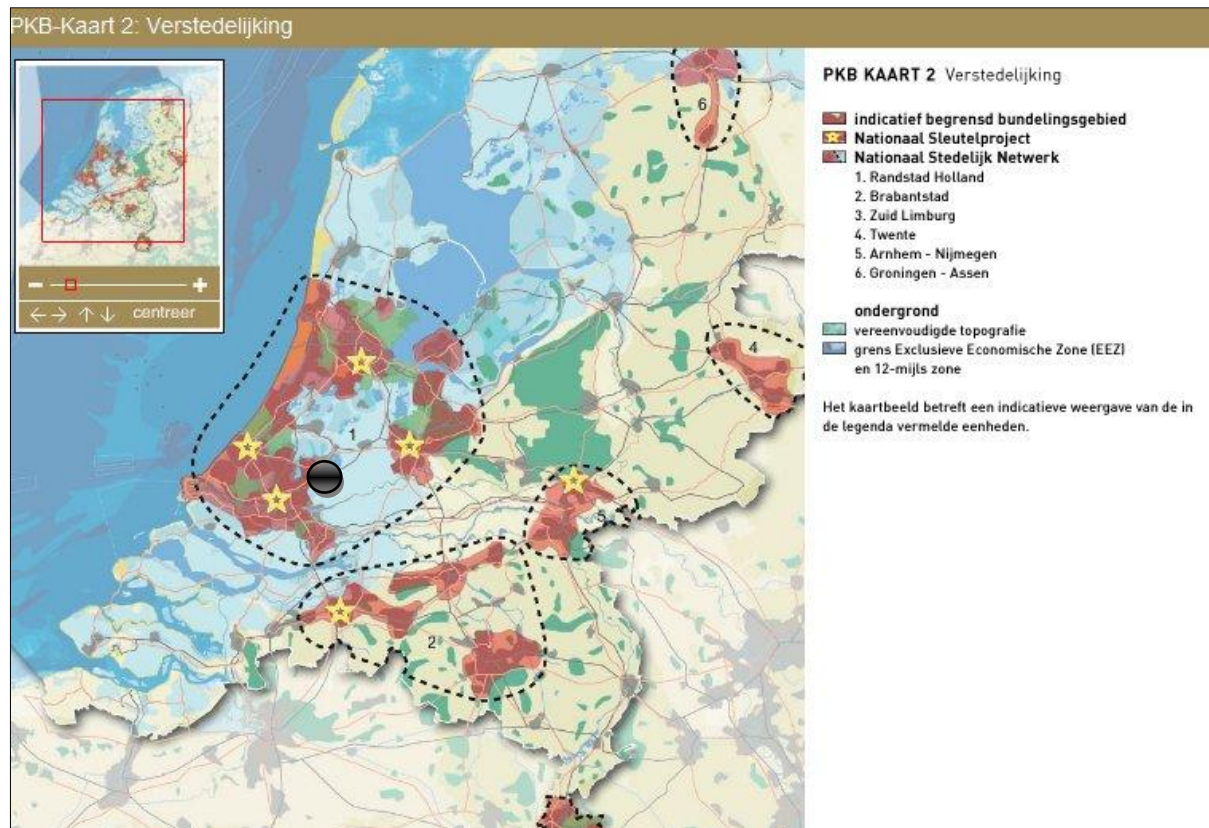 PKB-Kaart 2: Verstedelijking
centreer
6
4
1
5
2
PKB KAART 2 Verstedelijking
indicatief begrensd bundelingsgebied
Nationaal Sleutelproject
Nationaal Stedelijk Netwerk
1. Randstad Holland
2. Brabantstad
3. Zuid Limburg
4. Twente
5. Arnhem - Nijmegen
6. Groningen - Assen
ondergrond
vereenvoudigde topografie
grens Exclusieve Economische Zone (EEZ)
en 12-mijls zone
Het kaartbeeld betreft een indicatieve weergave van de in
de legenda vermelde eenheden.